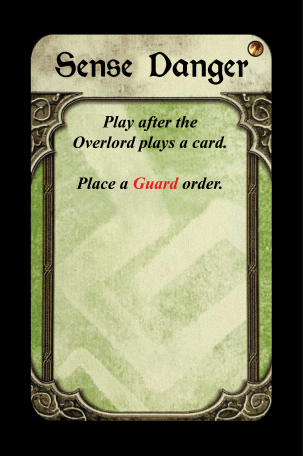 Sense Danger
Play after the
Overlord plays a card.
Place a Guard order.